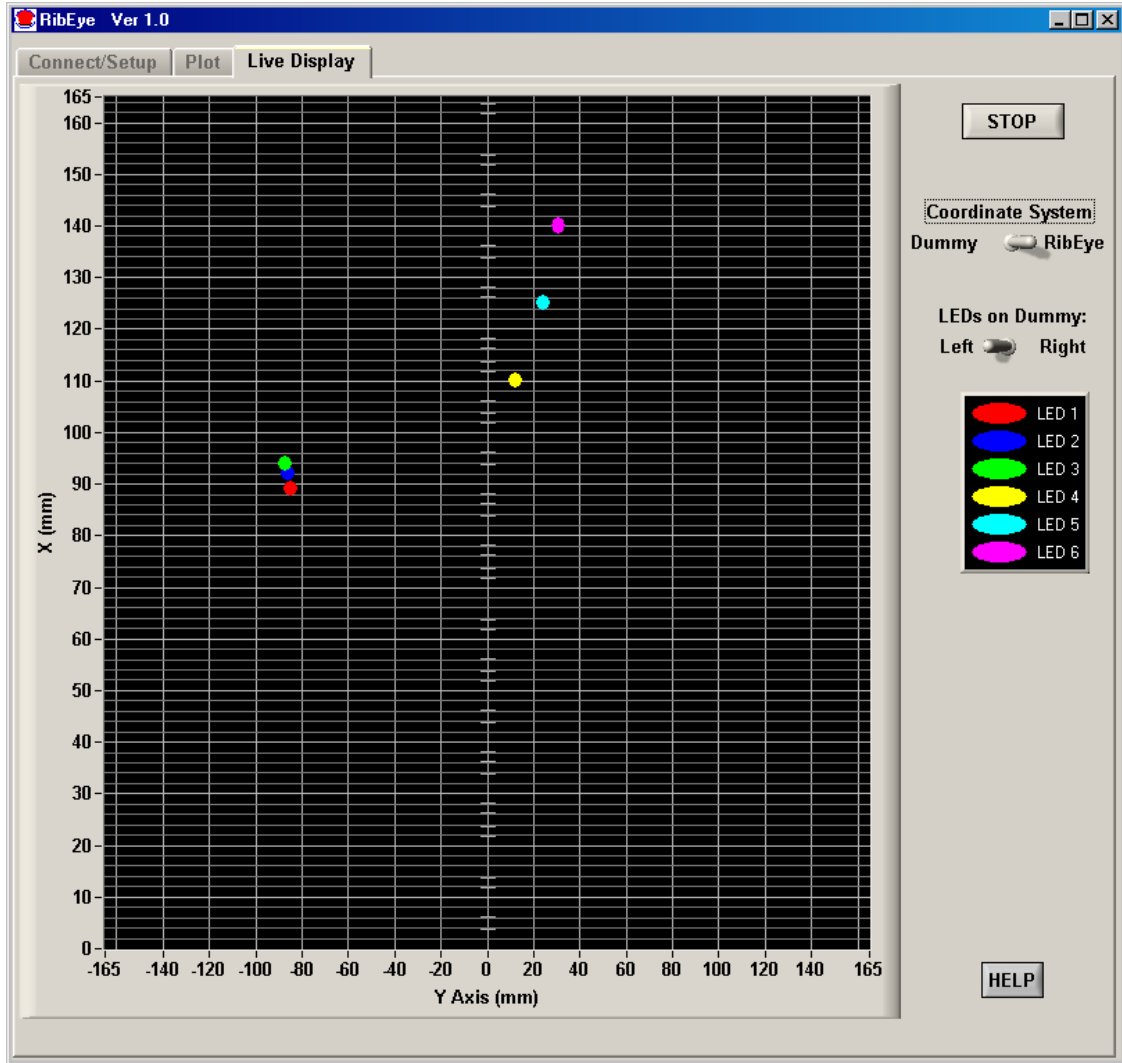 RibEye Ver 1.0
Connect/Setup Plot Live Display
165
160
150
140
130
120
110
100
90
80
70
60
50
40
30
20
10
0
X (mm)
-165 -140 -120 -100 -80 -60 -40 -20 0 20 40 60 80 100 120 140 165
Y Axis (mm)
STOP
Coordinate System
Dummy RibEye
LEDs on Dummy:
Left Right
LED 1
LED 2
LED 3
LED 4
LED 5
LED 6
HELP